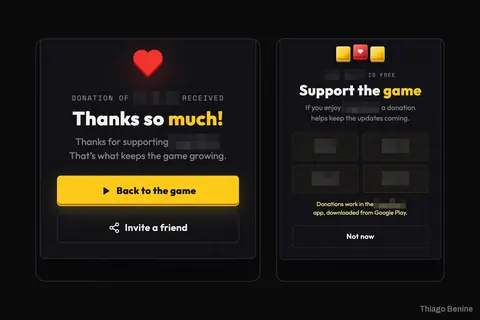 DONATION OF RECEIVED
Thanks so much!
Thanks for supporting
That's what keeps the game growing.
Back to the game
Invite a friend
IS FREE
Support the game
If you enjoy a donation
helps keep the updates coming.
Donations work in the
app, downloaded from Google Play.
Not now
Thiago Benine